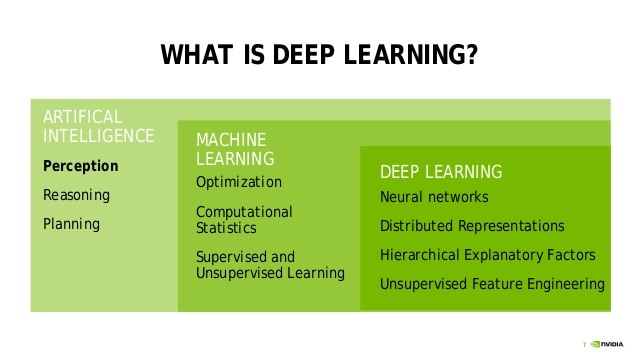 WHAT IS DEEP LEARNING?
ARTIFICAL
INTELLIGENCE
Perception
Reasoning
Planning
MACHINE
LEARNING
Optimization
Computational
Statistics
Supervised and
Unsupervised Learning
DEEP LEARNING
Neural networks
Distributed Representations
Hierarchical Explanatory Factors
Unsupervised Feature Engineering
7 NVIDIA